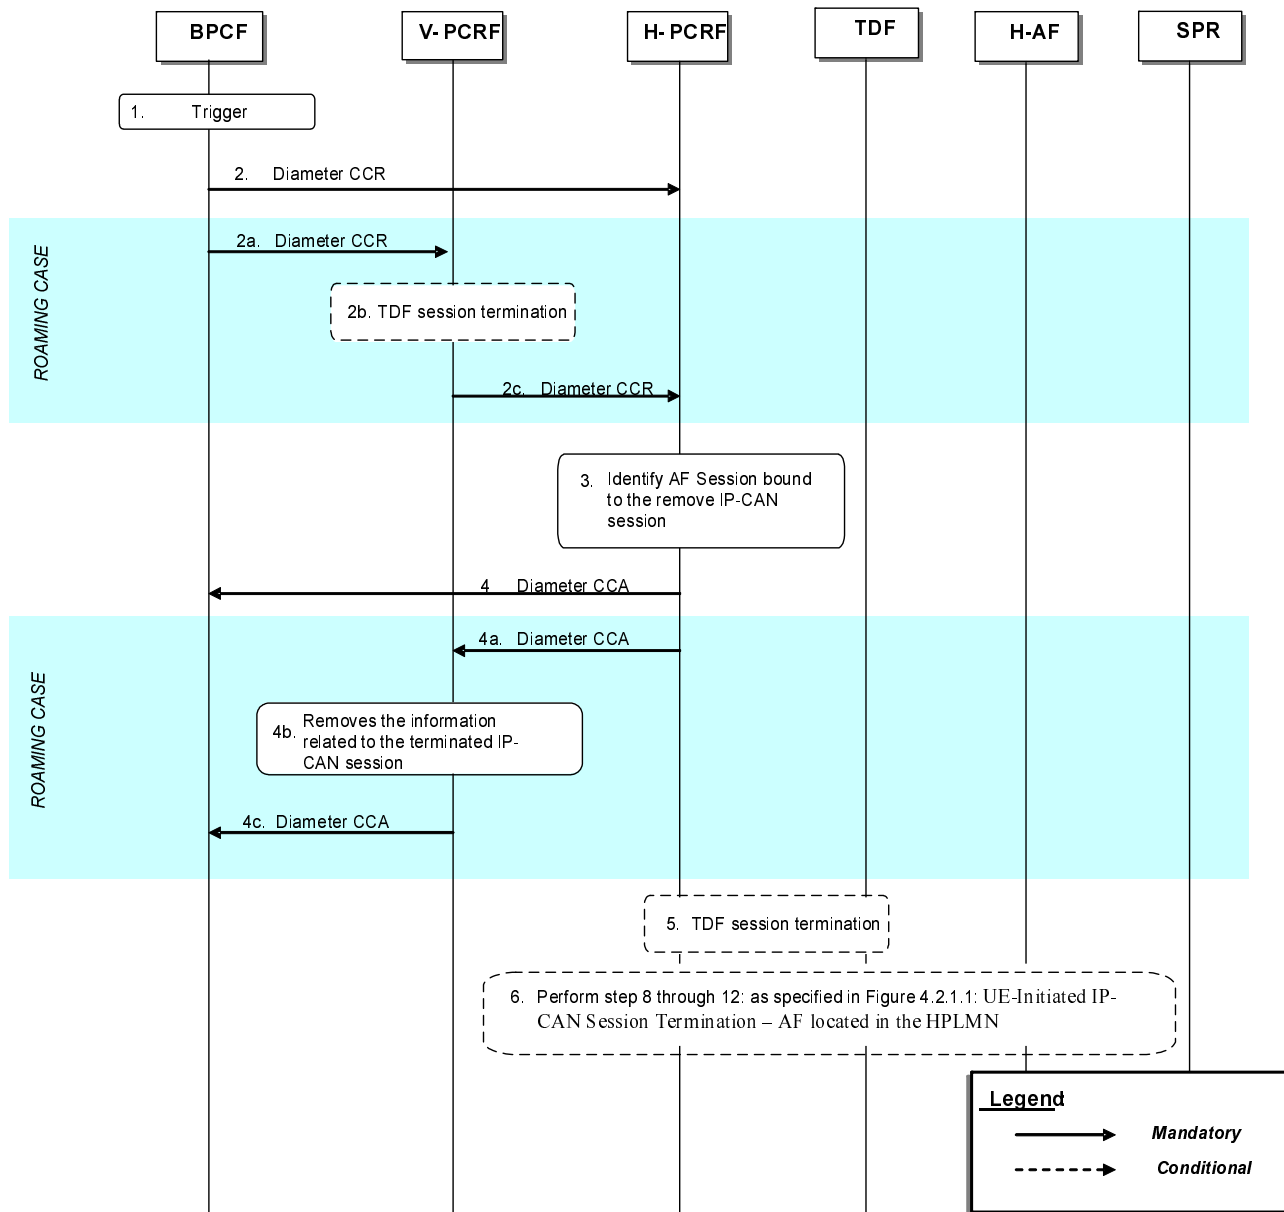 BPCF
V- PCRF
H- PCRF
TDF
H-AF
SPR
1. Trigger
2. Diameter CCR
ROAMING CASE
2a. Diameter CCR
2b. TDF session termination
2c. Diameter CCR
3. Identify AF Session bound
to the remove IP-CAN
session
4 Diameter CCA
ROAMING CASE
4a. Diameter CCA
4b. Removes the information
related to the terminated IP-
CAN session
4c. Diameter CCA
5. TDF session termination
6. Perform step 8 through 12: as specified in Figure 4.2.1.1: UE-Initiated IP-
CAN Session Termination – AF located in the HPLMN
Legend:
Mandatory
Conditional